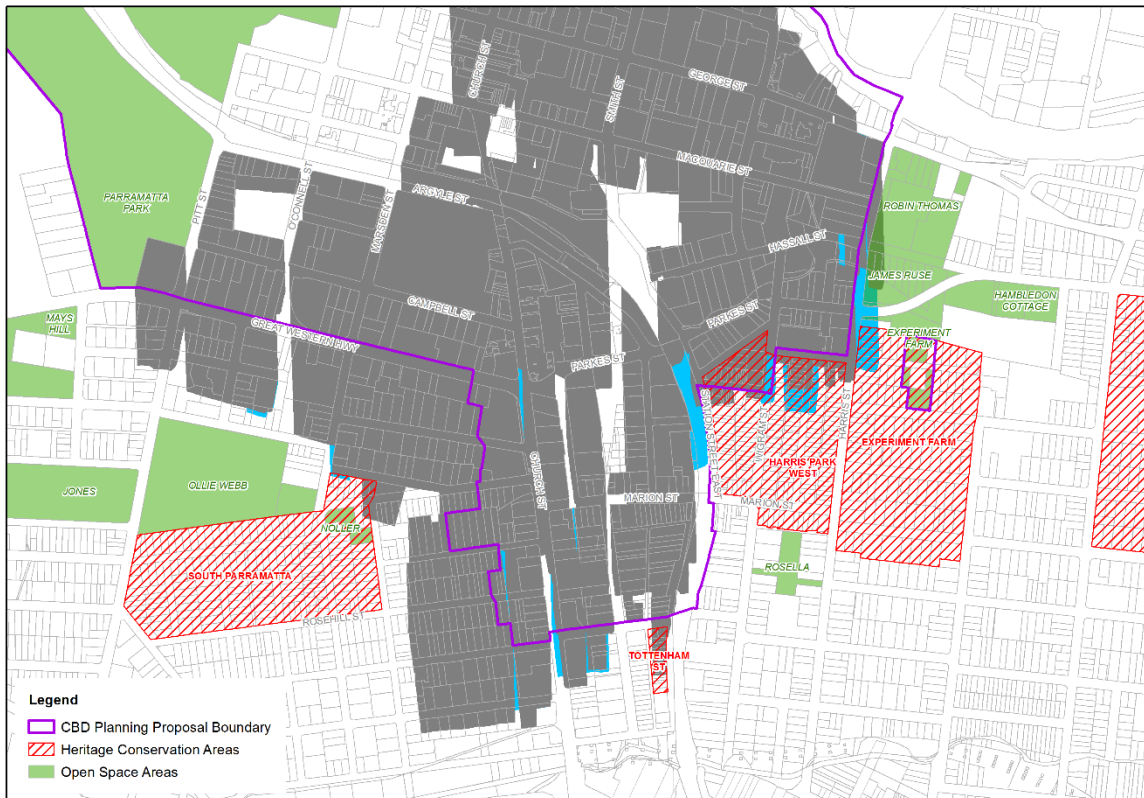 CHURCH ST
SMITH ST
GEORGE ST
MACQUARIE ST
ARGYLE ST
O'CONNELL ST
MARSDEN ST
PITT ST
PARRAMATTA
PARK
ROBIN THOMAS
HASSALL ST
JAMES RUSE
HAMBLEDON
COTTAGE
MAYS
HILL
CAMPBELL ST
GREAT WESTERN HWY
PARKES ST
PARKES ST
EXPERIMENT
FARM
STATION STREET EAST
WIGRAM ST
HARRIS ST
EXPERIMENT FARM
HARRIS PARK
WEST
CHURCH ST
MARION ST
MARION ST
JONES
OLLIE WEBB
NOLLER
ROSELLA
SOUTH PARRAMATTA
ROSEHILL ST
TOTTENHAM
ST
Legend
CBD Planning Proposal Boundary
Heritage Conservation Areas
Open Space Areas